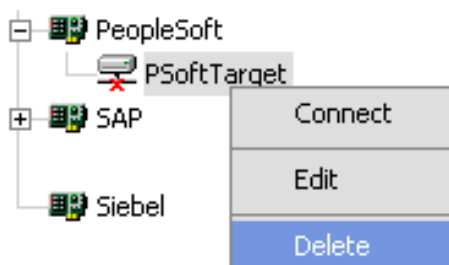 PeopleSoft
PSoftTarget
SAP
Connect
Edit
Siebel
Delete